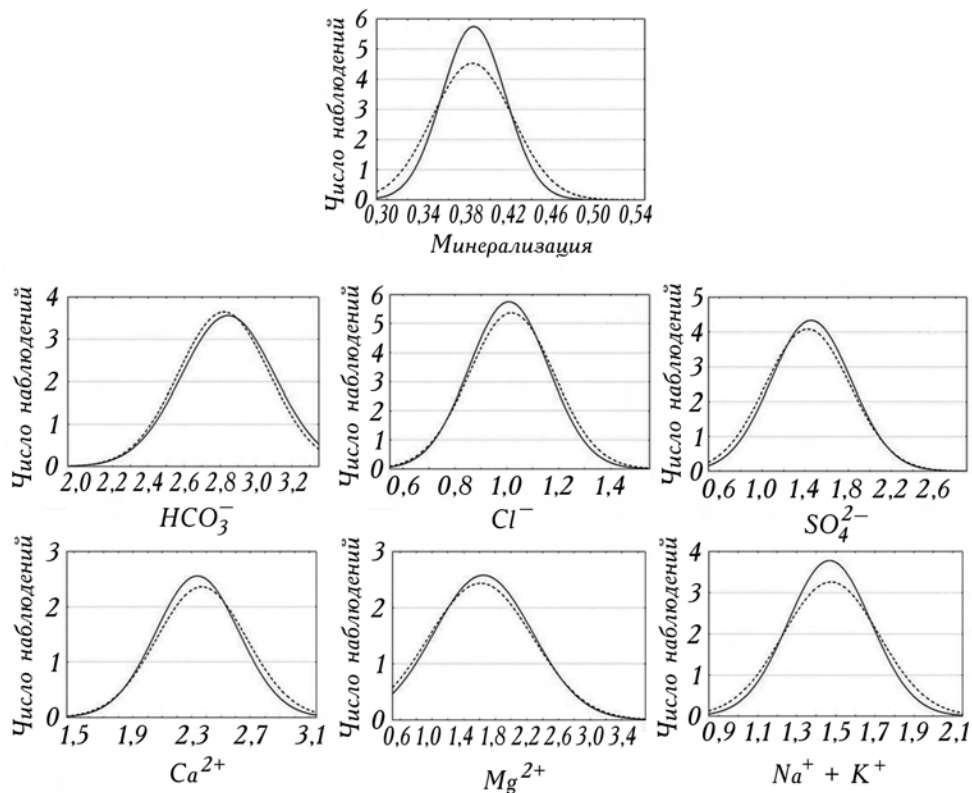 Число наблюдений
6
5
4
3
2
1
0
0,30 0,34 0,38 0,42 0,46 0,50 0,54
Минерализация
Число наблюдений
4
3
2
1
0
2,0 2,2 2,4 2,6 2,8 3,0 3,2
HCO₃⁻
Число наблюдений
6
5
4
3
2
1
0
0,6 0,8 1,0 1,2 1,4
Cl⁻
Число наблюдений
5
4
3
2
1
0
0,6 1,0 1,4 1,8 2,2 2,6
SO₄²⁻
Число наблюдений
3
2
1
0
1,5 1,9 2,3 2,7 3,1
Ca²⁺
Число наблюдений
3
2
1
0
0,6 1,0 1,4 1,8 2,2 2,6 3,0 3,4
Mg²⁺
Число наблюдений
4
3
2
1
0
0,9 1,1 1,3 1,5 1,7 1,9 2,1
Na⁺ + K⁺